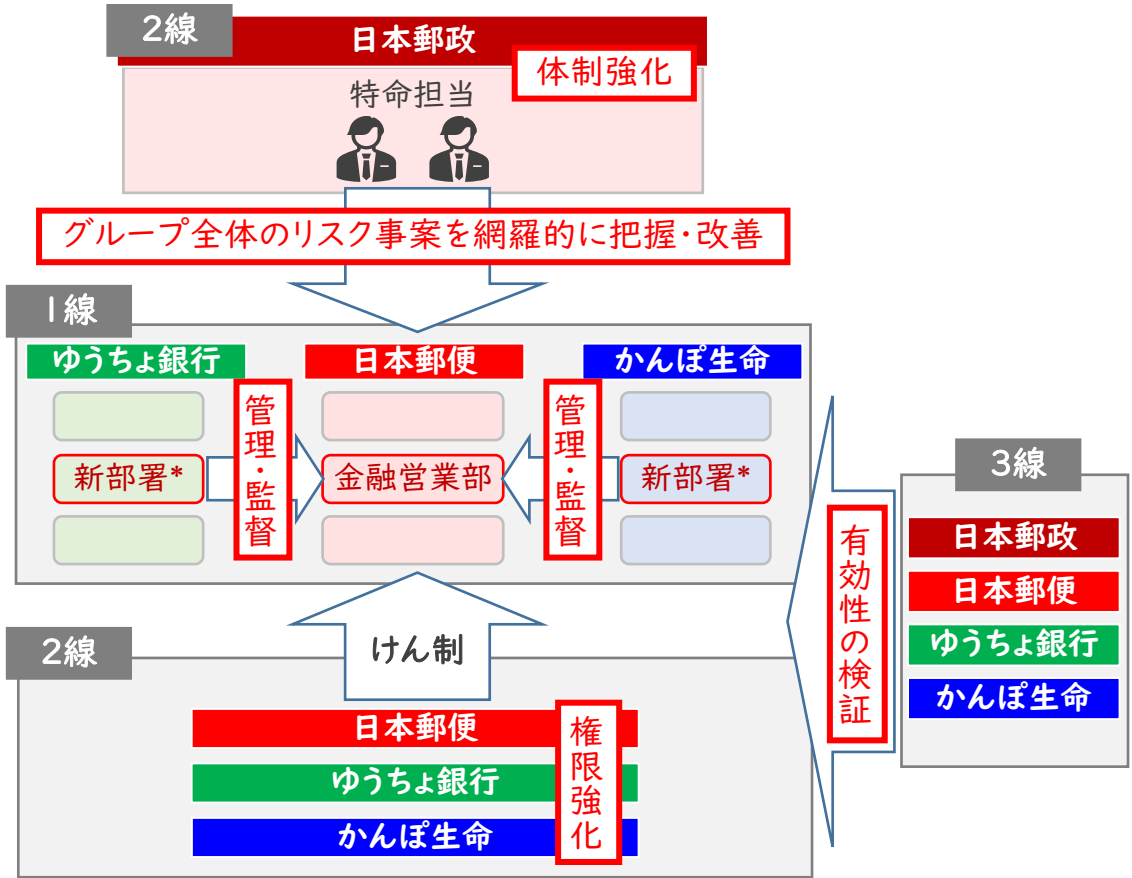 2線
日本郵政
体制強化
特命担当
グループ全体のリスク事案を網羅的に把握・改善
1線
ゆうちょ銀行
日本郵便
かんぽ生命
管理・監督
管理・監督
新部署*
金融営業部
新部署*
3線
日本郵政
日本郵便
ゆうちょ銀行
かんぽ生命
有効性の検証
けん制
2線
日本郵便
ゆうちょ銀行
かんぽ生命
権限強化